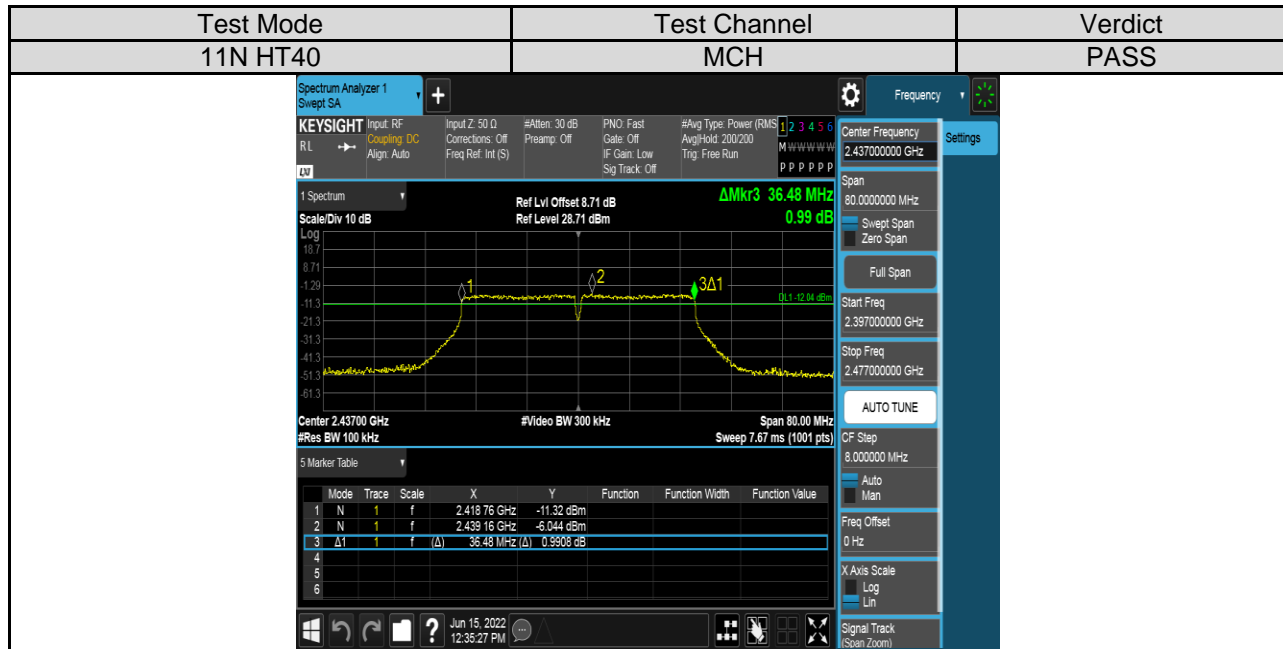 Test Mode Test Channel Verdict
11N HT40 MCH PASS
Spectrum Analyzer 1
Swept SA
+
Frequency
KEYSIGHT Input: RF Input Z: 50 Ω #Atten: 30 dB PNO: Fast #Avg Type: Power (RMS 1 2 3 4 5 6
RL Coupling: DC Corrections: Off Preamp: Off Gate: Off Avg|Hold: 200/200 M W W W W W
Align: Auto Freq Ref: Int (S) IF Gain: Low Trig: Free Run
LXI Sig Track: Off P P P P P P
1 Spectrum
Ref Lvl Offset 8.71 dB
ΔMkr3 36.48 MHz
Scale/Div 10 dB
Ref Level 28.71 dBm
0.99 dB
Log
18.7
8.71
-1.29
-11.3
-21.3
-31.3
-41.3
-51.3
-61.3
1
2
3Δ1
DL1 -12.04 dBm
Center 2.43700 GHz #Video BW 300 kHz Span 80.00 MHz
#Res BW 100 kHz Sweep 7.67 ms (1001 pts)
5 Marker Table
Mode Trace Scale X Y Function Function Width Function Value
1 N 1 f 2.418 76 GHz -11.32 dBm
2 N 1 f 2.439 16 GHz -6.044 dBm
3 Δ1 1 f (Δ) 36.48 MHz (Δ) 0.9908 dB
4
5
6
?
Jun 15, 2022
12:35:27 PM
Center Frequency
2.437000000 GHz
Settings
Span
80.0000000 MHz
Swept Span
Zero Span
Full Span
Start Freq
2.397000000 GHz
Stop Freq
2.477000000 GHz
AUTO TUNE
CF Step
8.000000 MHz
Auto
Man
Freq Offset
0 Hz
X Axis Scale
Log
Lin
Signal Track
(Span Zoom)